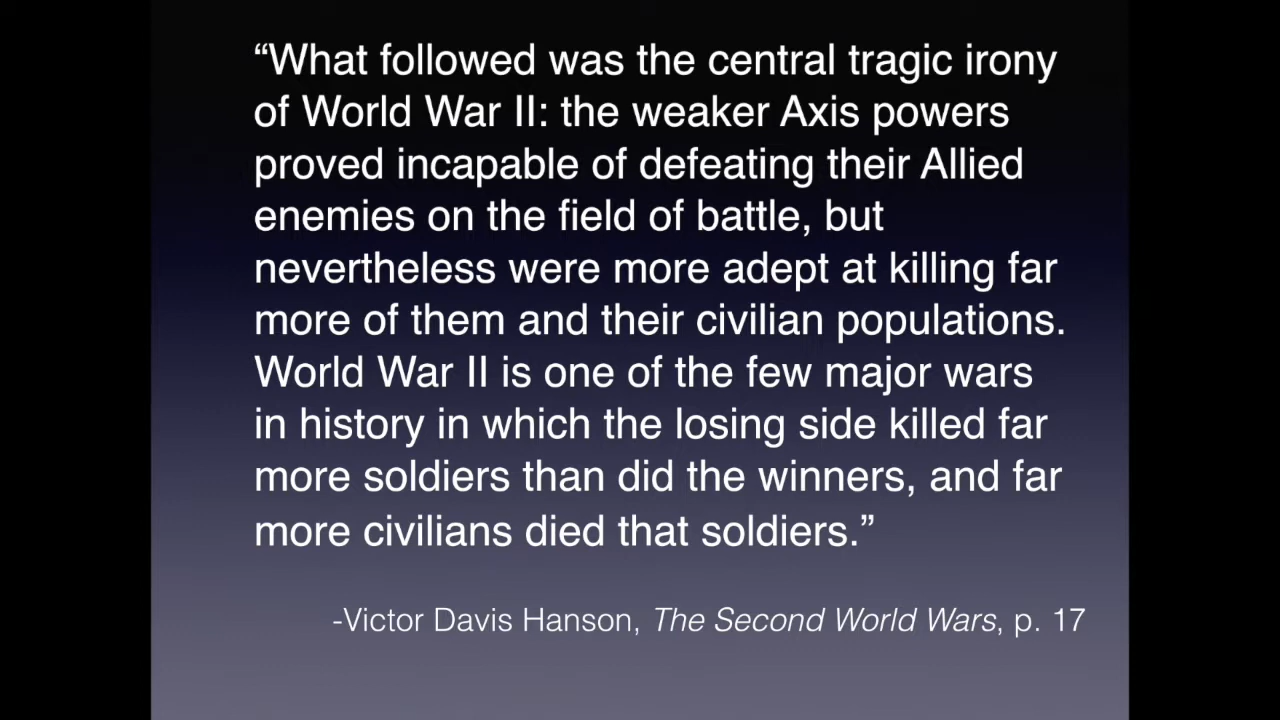 “What followed was the central tragic irony
of World War II: the weaker Axis powers
proved incapable of defeating their Allied
enemies on the field of battle, but
nevertheless were more adept at killing far
more of them and their civilian populations.
World War II is one of the few major wars
in history in which the losing side killed far
more soldiers than did the winners, and far
more civilians died that soldiers.”
-Victor Davis Hanson, The Second World Wars, p. 17